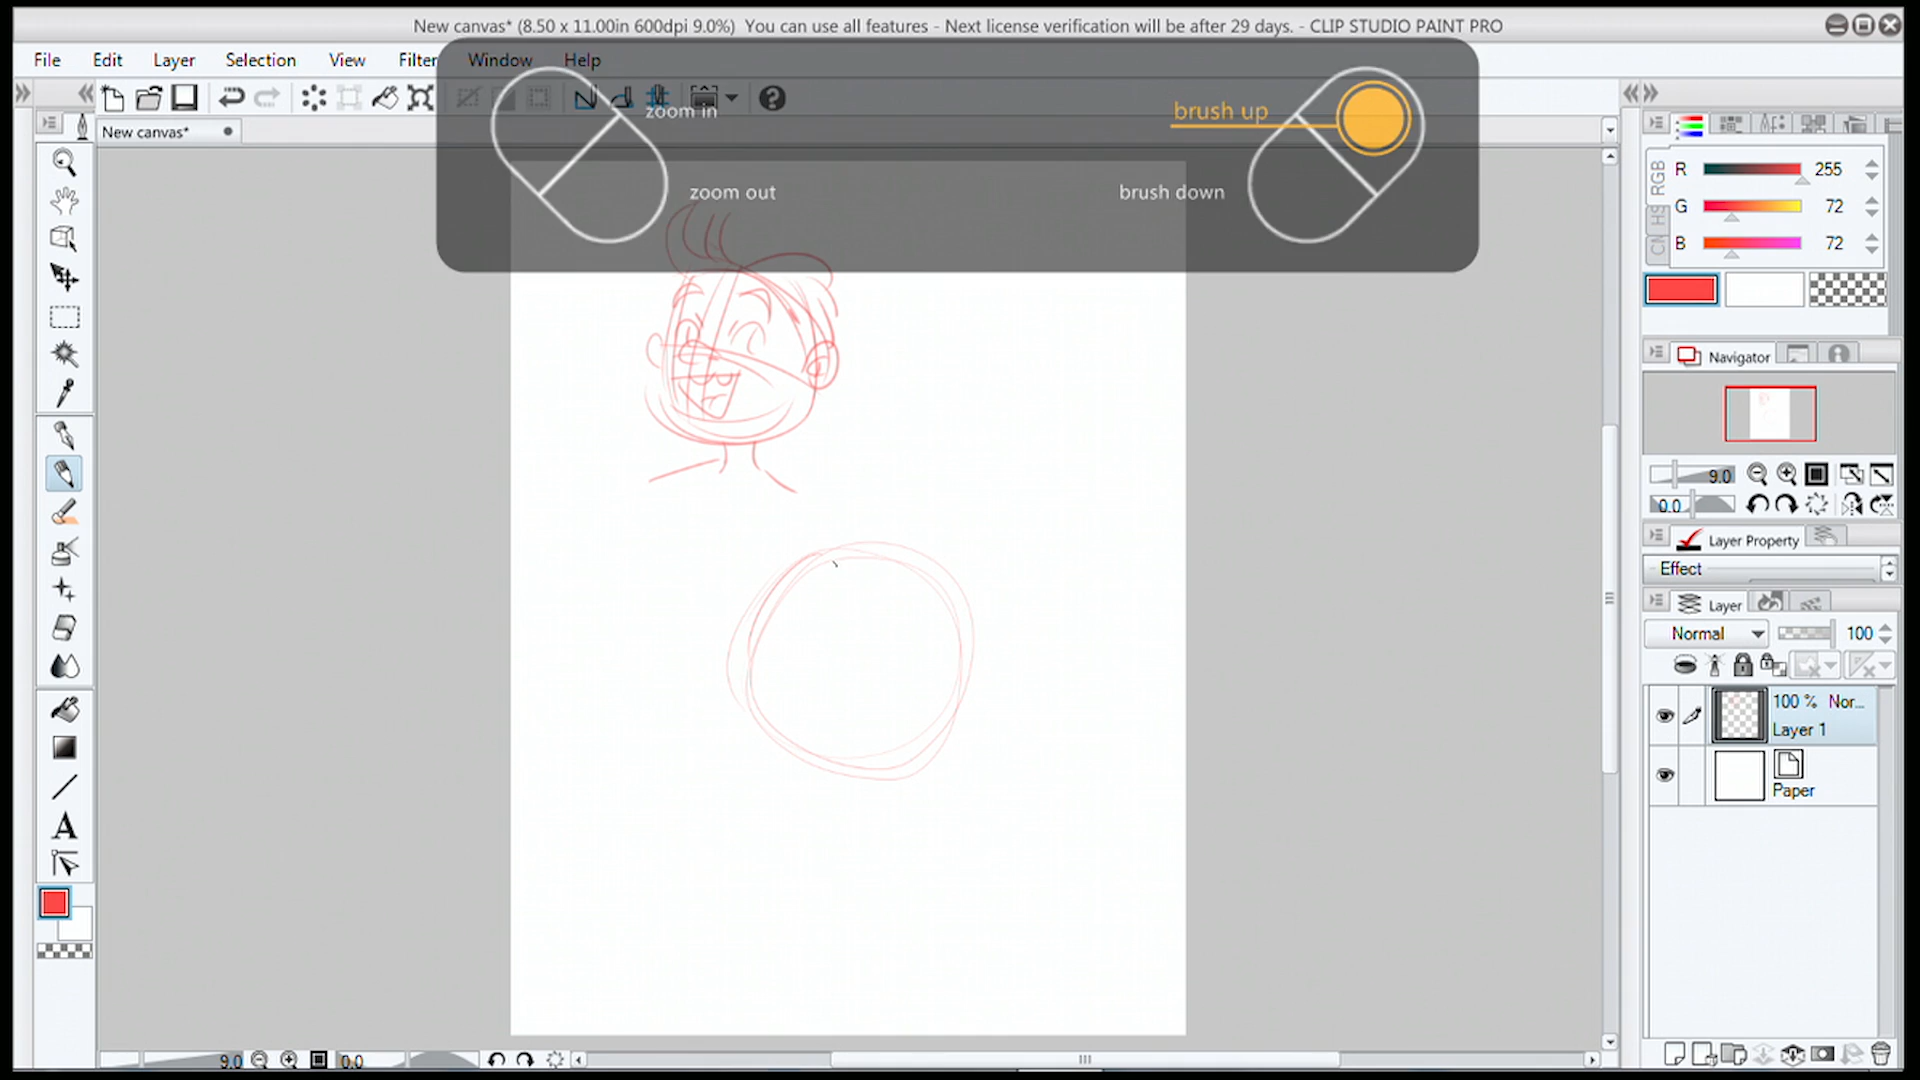 New canvas* (8.50 x 11.00in 600dpi 9.0%)  You can use all features - Next license verification will be after 29 days. - CLIP STUDIO PAINT PRO
File Edit Layer Selection View Filter Window Help
zoom in
brush up
New canvas*
zoom out
brush down
RGB
R 255
G 72
B 72
Navigator
9.0
0.0
Layer Property
Effect
Layer
Normal 100
100 % Nor...
Layer 1
Paper
A
9.0 0.0